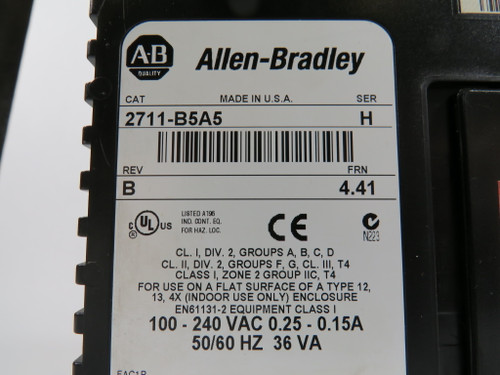 AB
QUALITY
Allen-Bradley
CAT MADE IN U.S.A. SER
2711-B5A5 H
REV FRN
B 4.41
c UL US
LISTED A196
IND. CONT. EQ.
FOR HAZ. LOC.
CE
N223
CL. I, DIV. 2, GROUPS A, B, C, D
CL. II, DIV. 2, GROUPS F, G, CL. III, T4
CLASS I, ZONE 2 GROUP IIC, T4
FOR USE ON A FLAT SURFACE OF A TYPE 12,
13, 4X (INDOOR USE ONLY) ENCLOSURE
EN61131-2 EQUIPMENT CLASS I
100 - 240 VAC 0.25 - 0.15A
50/60 HZ 36 VA